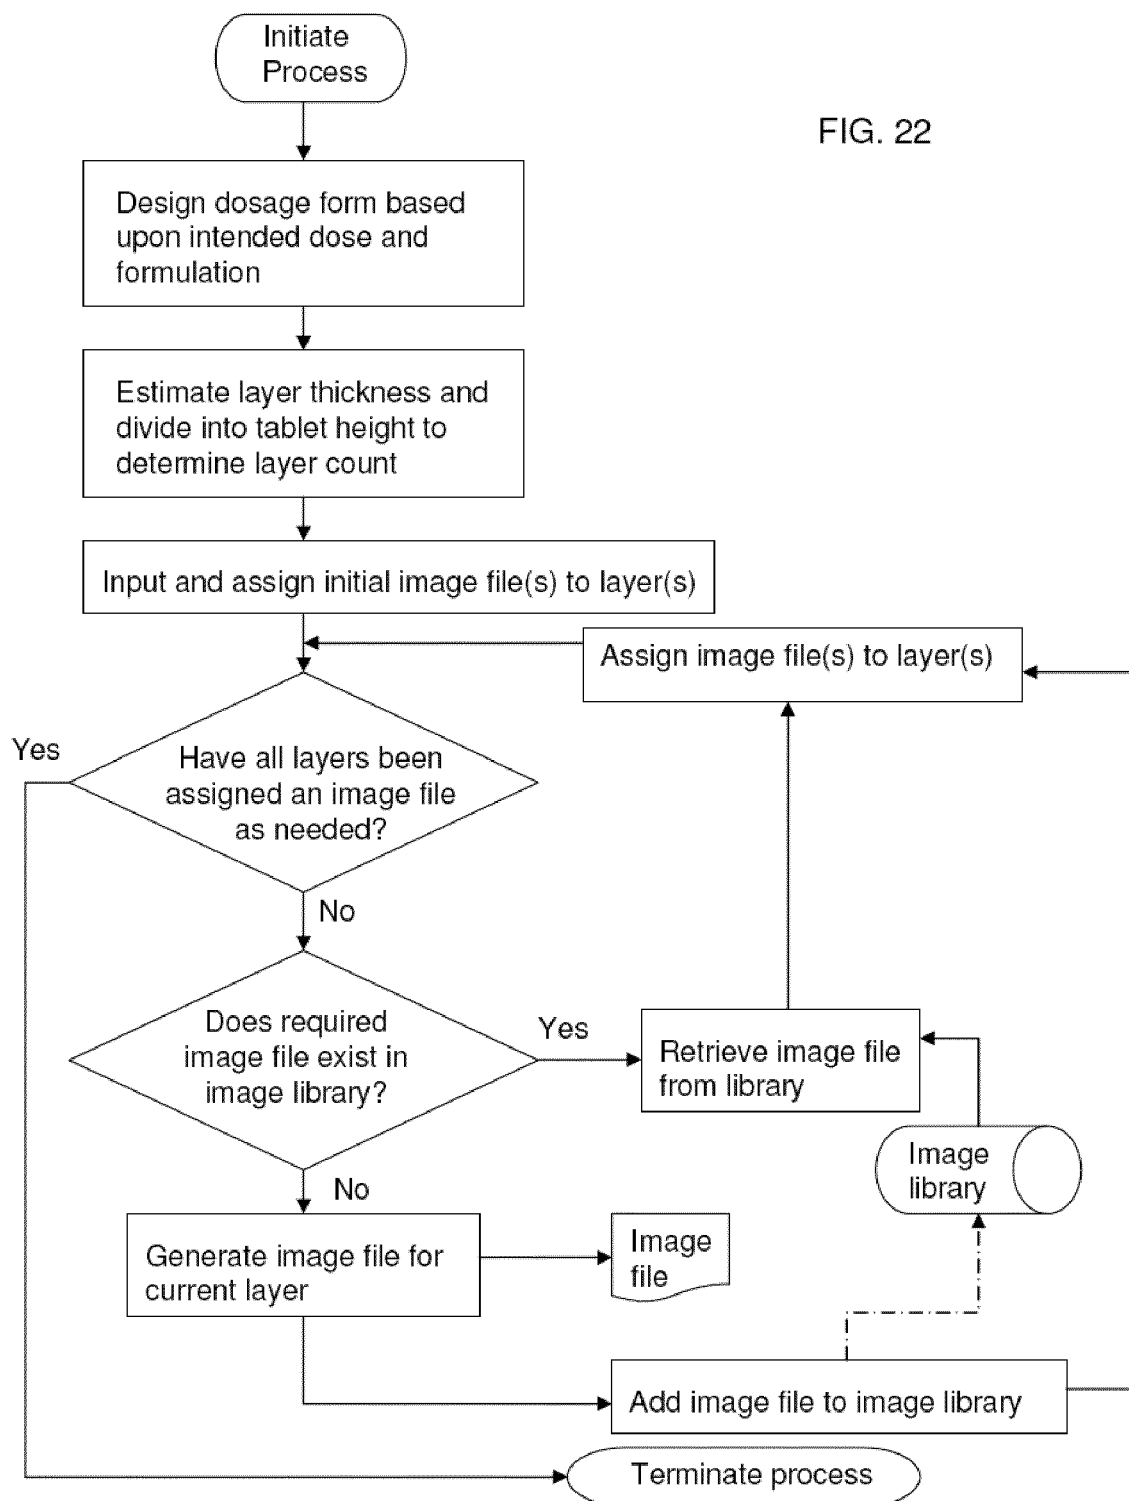 Initiate
Process
FIG. 22
Design dosage form based
upon intended dose and
formulation
Estimate layer thickness and
divide into tablet height to
determine layer count
Input and assign initial image file(s) to layer(s)
Assign image file(s) to layer(s)
Yes
Have all layers been
assigned an image file
as needed?
No
Does required
image file exist in
image library?
Yes
Retrieve image file
from library
Image
library
No
Generate image file for
current layer
Image
file
Add image file to image library
Terminate process